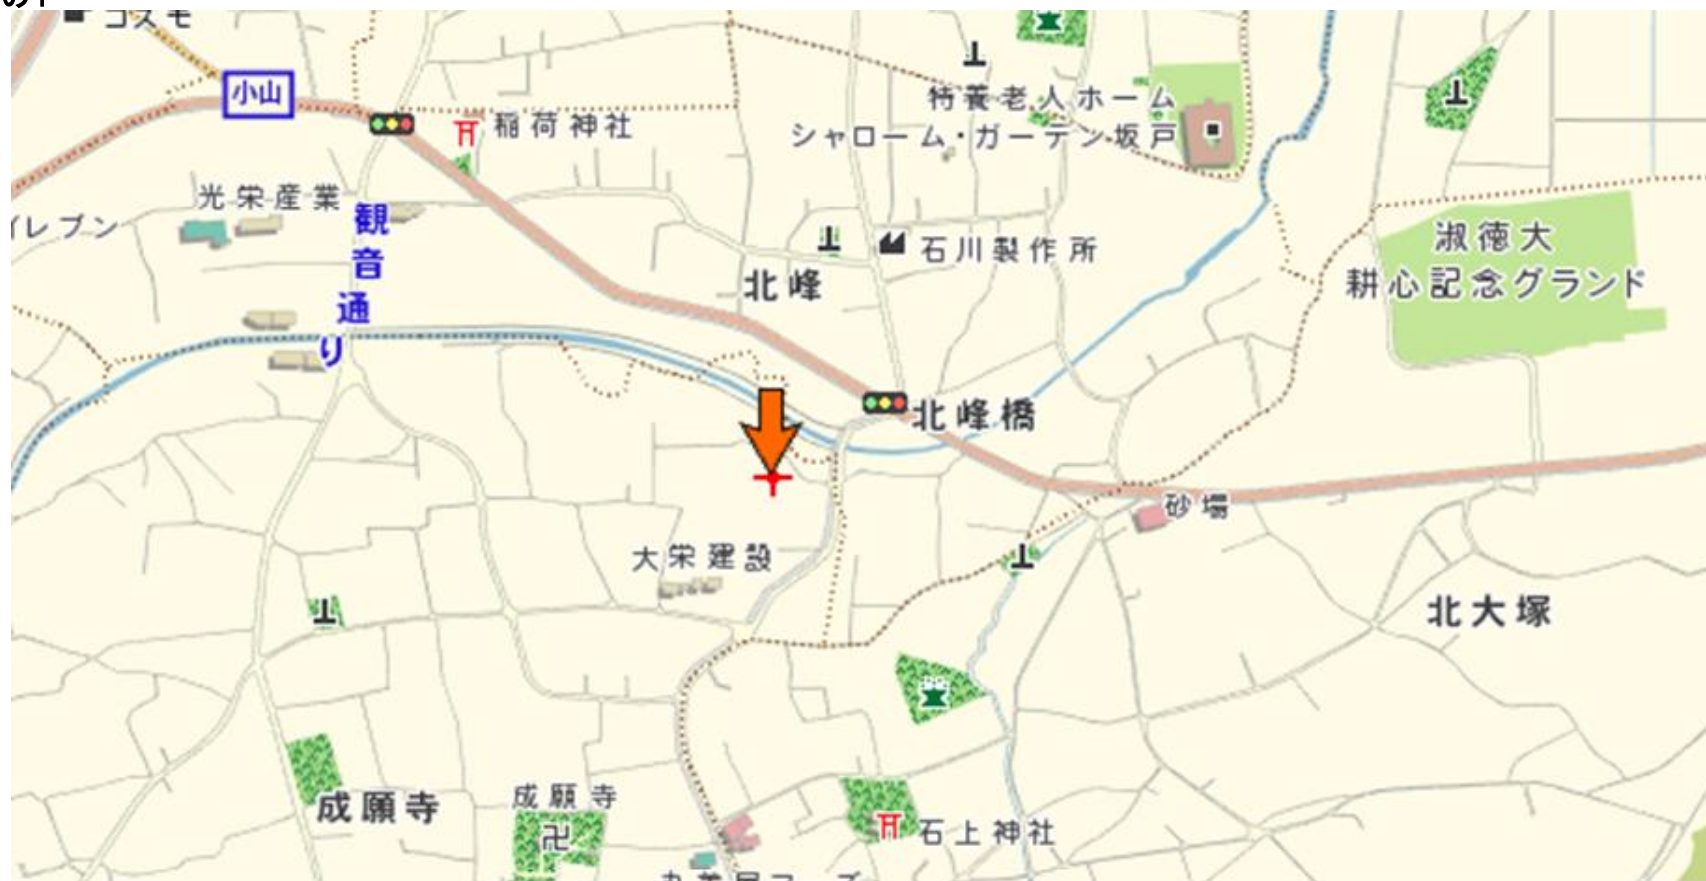 コスモ
小山
稲荷神社
特養老人ホーム
シャローム・ガーデン坂戸
光栄産業
イレブン
観音通り
石川製作所
北峰
淑徳大
耕心記念グランド
北峰橋
砂場
大栄建設
北大塚
成願寺
成願寺
石上神社